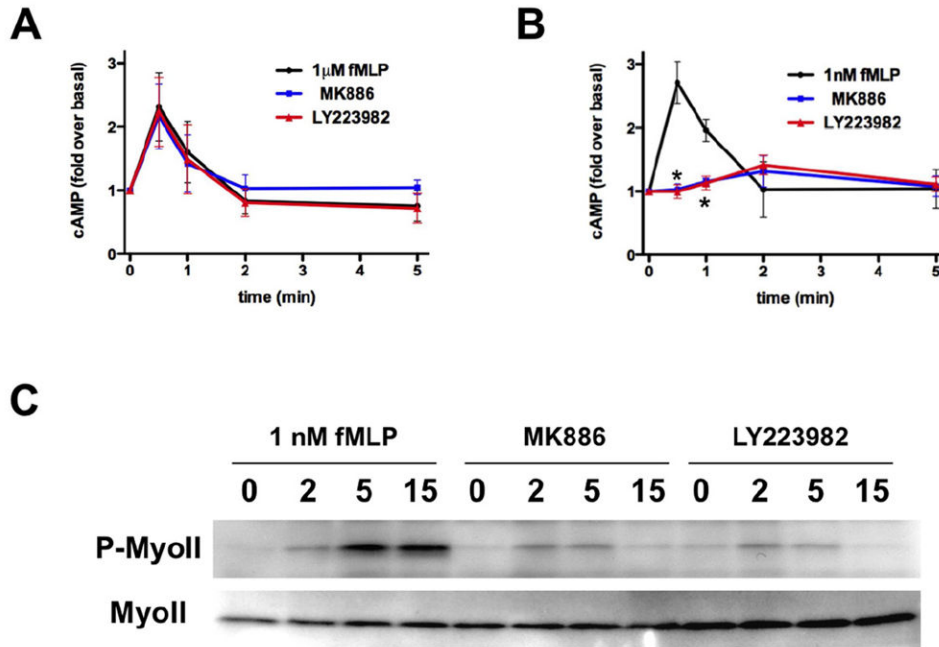 A
cAMP (fold over basal)
3
2
1
0
1μM fMLP
MK886
LY223982
0 1 2 3 4 5
time (min)
B
cAMP (fold over basal)
3
2
1
0
1nM fMLP
MK886
LY223982
*
*
0 1 2 3 4 5
time (min)
C
1 nM fMLP MK886 LY223982
0 2 5 15 0 2 5 15 0 2 5 15
P-MyoII
MyoII